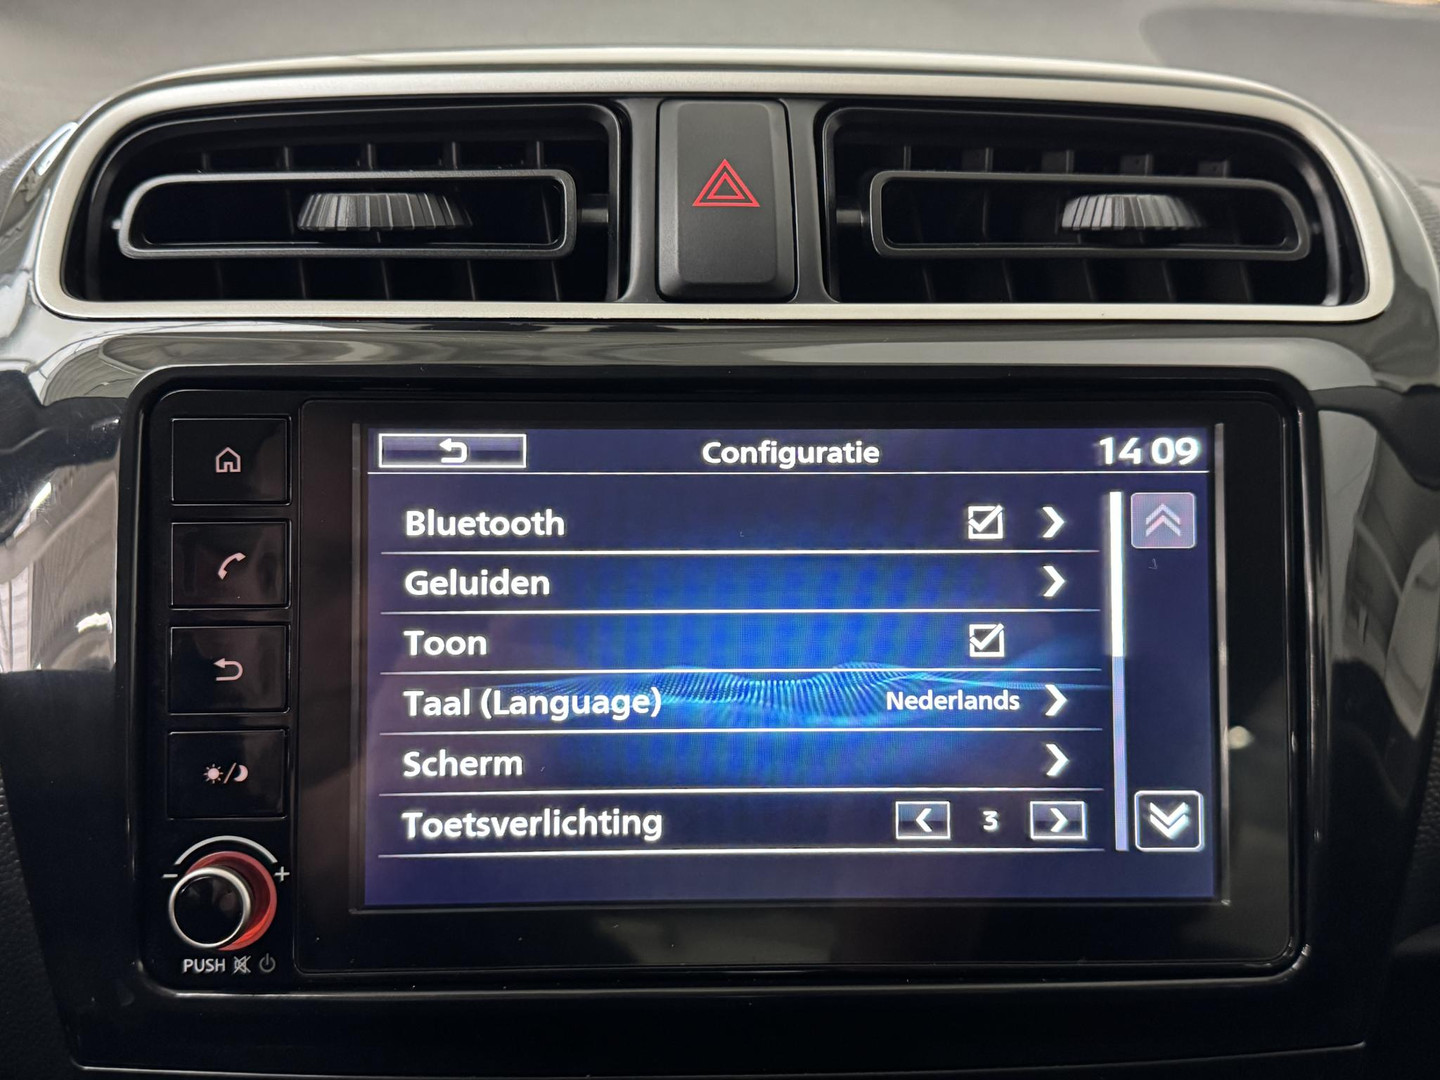 Configuratie 14 09
Bluetooth
Geluiden
Toon
Taal (Language) Nederlands
Scherm
Toetsverlichting 3
- +
PUSH